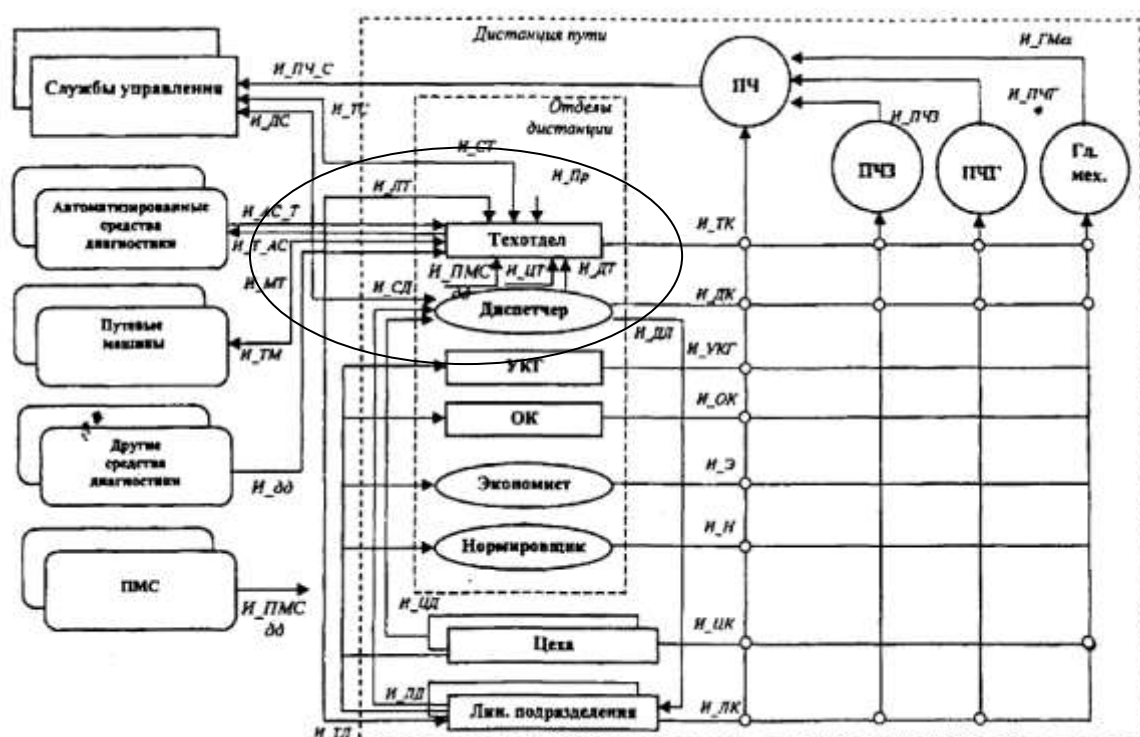 Дистанция пути
И_ГМех
И_ПЧ_С
ПЧ
Службы управления
И_ТС
И_ДС
Отделы
дистанции
И_ПЧГ
И_ПЧЗ
И_СТ
И_ЛТ
И_Пр
ПЧЗ
ПЧГ
Гл.
мех.
Автоматизированные
средства
диагностики
И_АС_Т
И_Т_АС
И_МТ
Техотдел
И_ТК
И_ПМС
дд
И_ЦТ
И_ДТ
И_СД
Диспетчер
И_ДК
И_ДЛ
Путевые
машины
И_ТМ
УКГ
И_УКГ
ОК
И_ОК
Другие
средства
диагностики
И_дд
Экономист
И_Э
Нормировщик
И_Н
ПМС
И_ПМС
дд
И_ЦД
Цеха
И_ЦК
И_ЛД
Лин. подразделения
И_ЛК
И_ТЛ